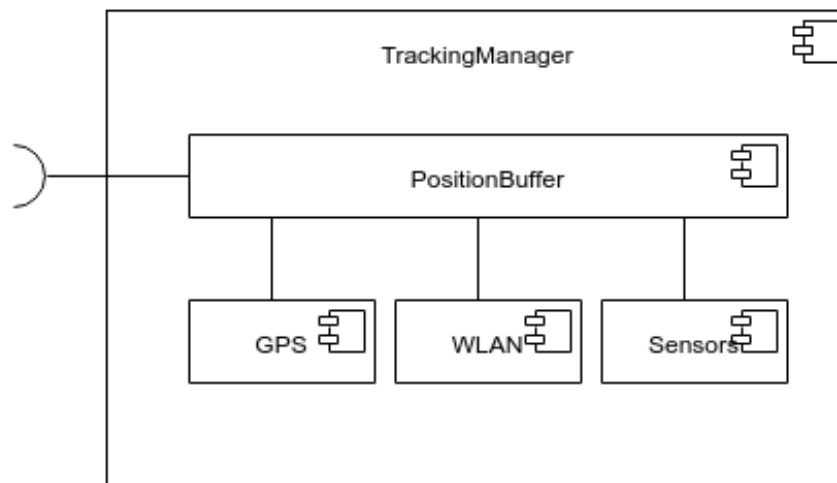 TrackingManager
PositionBuffer
GPS
WLAN
Sensors